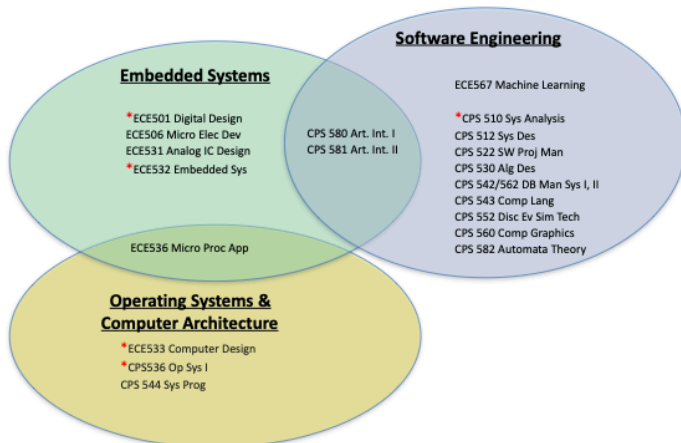 Software Engineering
ECE567 Machine Learning
*CPS 510 Sys Analysis
CPS 512 Sys Des
CPS 522 SW Proj Man
CPS 530 Alg Des
CPS 542/562 DB Man Sys I, II
CPS 543 Comp Lang
CPS 552 Disc Ev Sim Tech
CPS 560 Comp Graphics
CPS 582 Automata Theory
Embedded Systems
*ECE501 Digital Design
ECE506 Micro Elec Dev
ECE531 Analog IC Design
*ECE532 Embedded Sys
CPS 580 Art. Int. I
CPS 581 Art. Int. II
ECE536 Micro Proc App
Operating Systems &
Computer Architecture
*ECE533 Computer Design
*CPS536 Op Sys I
CPS 544 Sys Prog